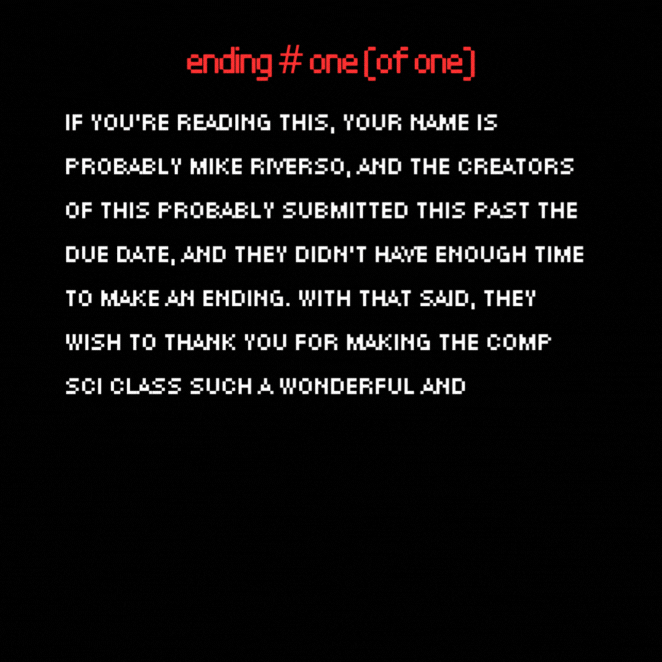 ending # one (of one)
IF YOU'RE READING THIS, YOUR NAME IS
PROBABLY MIKE RIVERSO, AND THE CREATORS
OF THIS PROBABLY SUBMITTED THIS PAST THE
DUE DATE, AND THEY DIDN'T HAVE ENOUGH TIME
TO MAKE AN ENDING. WITH THAT SAID, THEY
WISH TO THANK YOU FOR MAKING THE COMP
SCI CLASS SUCH A WONDERFUL AND